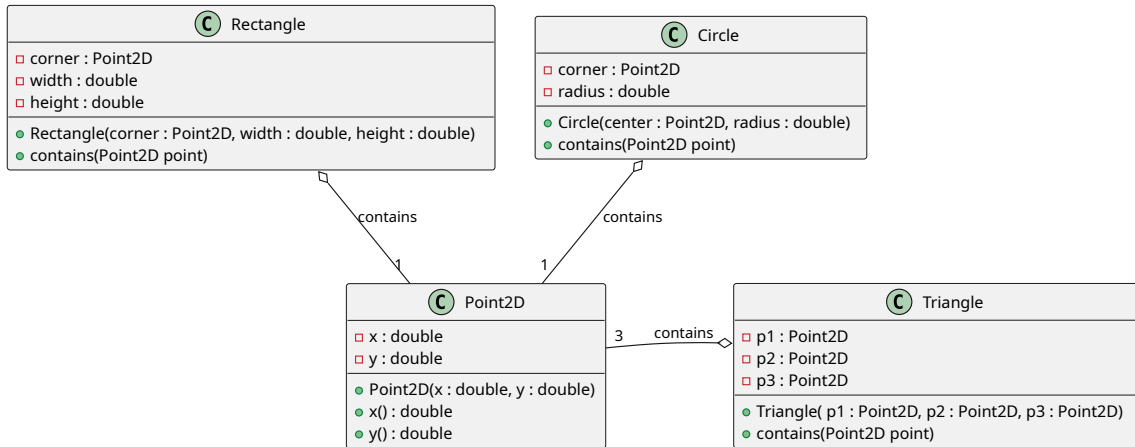 C Rectangle
corner : Point2D
width : double
height : double
Rectangle(corner : Point2D, width : double, height : double)
contains(Point2D point)
C Circle
corner : Point2D
radius : double
Circle(center : Point2D, radius : double)
contains(Point2D point)
contains
1
contains
1
C Point2D
x : double
y : double
Point2D(x : double, y : double)
x() : double
y() : double
3
contains
C Triangle
p1 : Point2D
p2 : Point2D
p3 : Point2D
Triangle( p1 : Point2D, p2 : Point2D, p3 : Point2D)
contains(Point2D point)